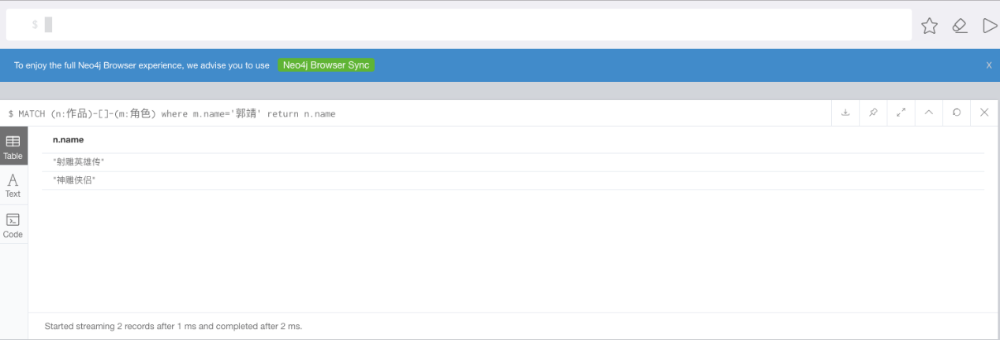 $
To enjoy the full Neo4j Browser experience, we advise you to use Neo4j Browser Sync X
$ MATCH (n:作品)-[]-(m:角色) where m.name='郭靖' return n.name
Table
n.name
"射雕英雄传"
"神雕侠侣"
Text
Code
Started streaming 2 records after 1 ms and completed after 2 ms.